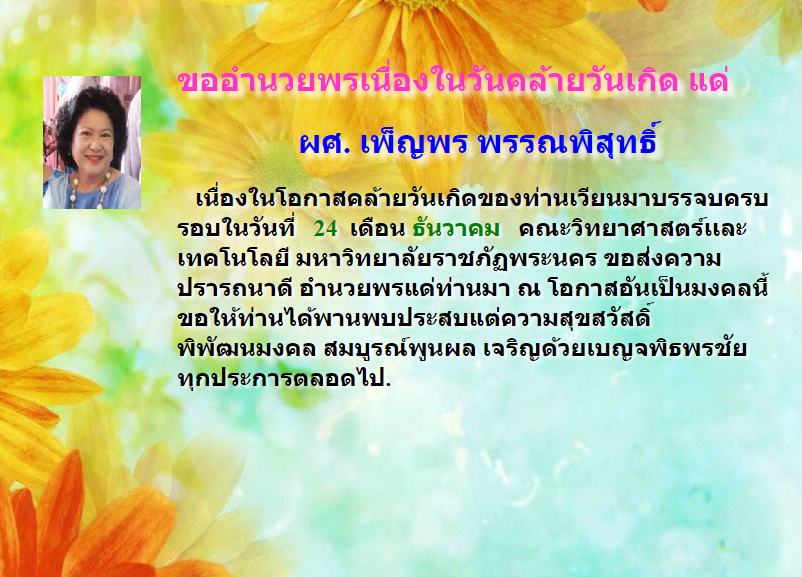 ขออำนวยพรเนื่องในวันคล้ายวันเกิด แด่
ผศ. เพ็ญพร พรรณพิสุทธิ์
เนื่องในโอกาสคล้ายวันเกิดของท่านเวียนมาบรรจบครบ
รอบในวันที่ 24 เดือน ธันวาคม คณะวิทยาศาสตร์และ
เทคโนโลยี มหาวิทยาลัยราชภัฏพระนคร ขอส่งความ
ปรารถนาดี อำนวยพรแด่ท่านมา ณ โอกาสอันเป็นมงคลนี้
ขอให้ท่านได้พานพบประสบแต่ความสุขสวัสดิ์
พิพัฒนมงคล สมบูรณ์พูนผล เจริญด้วยเบญจพิธพรชัย
ทุกประการตลอดไป.